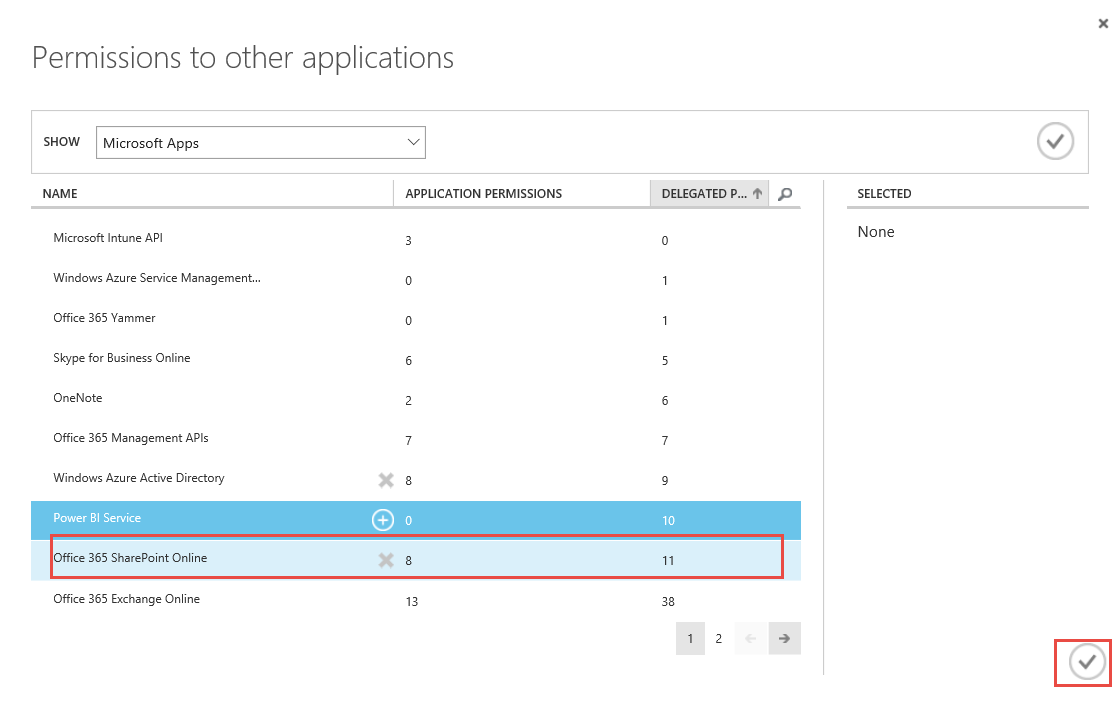 Permissions to other applications
SHOW Microsoft Apps
NAME APPLICATION PERMISSIONS DELEGATED P... SELECTED
Microsoft Intune API 3 0 None
Windows Azure Service Management... 0 1
Office 365 Yammer 0 1
Skype for Business Online 6 5
OneNote 2 6
Office 365 Management APIs 7 7
Windows Azure Active Directory 8 9
Power BI Service 0 10
Office 365 SharePoint Online 8 11
Office 365 Exchange Online 13 38
1 2